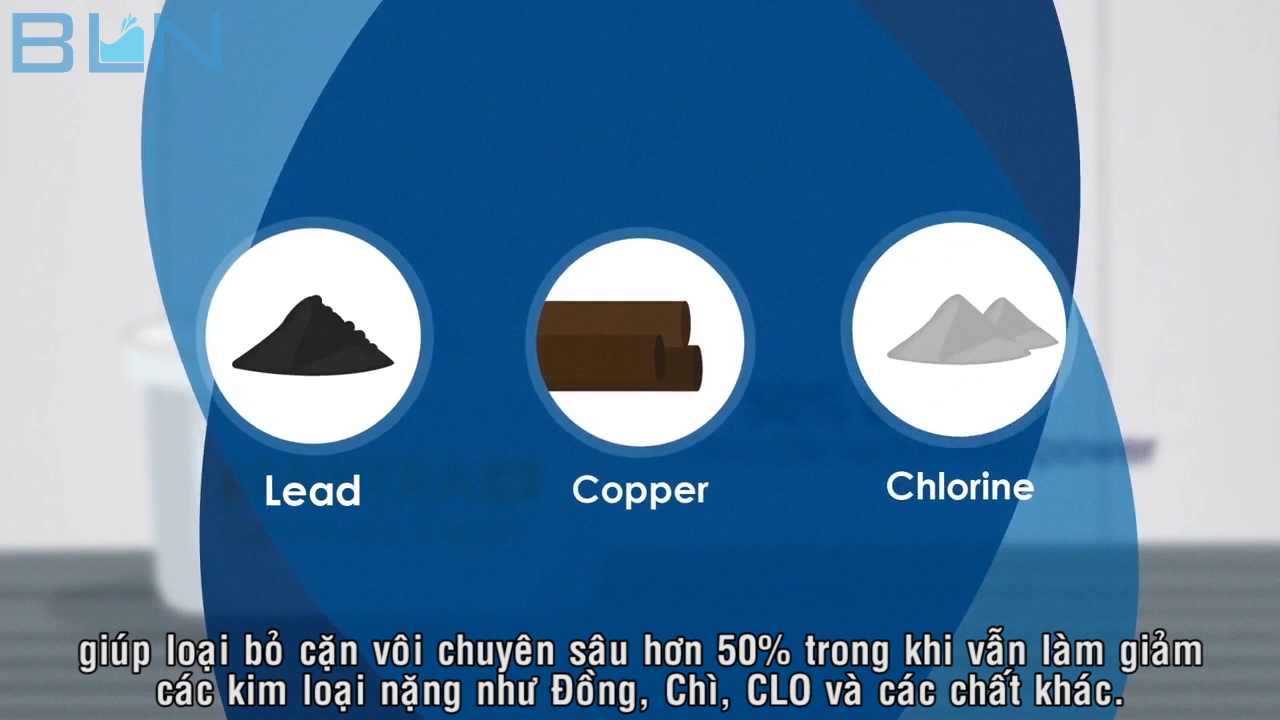 BLN
Lead
Copper
Chlorine
power
giúp loại bỏ cặn vôi chuyên sâu hơn 50% trong khi vẫn làm giảm
các kim loại nặng như Đồng, Chì, CLO và các chất khác.